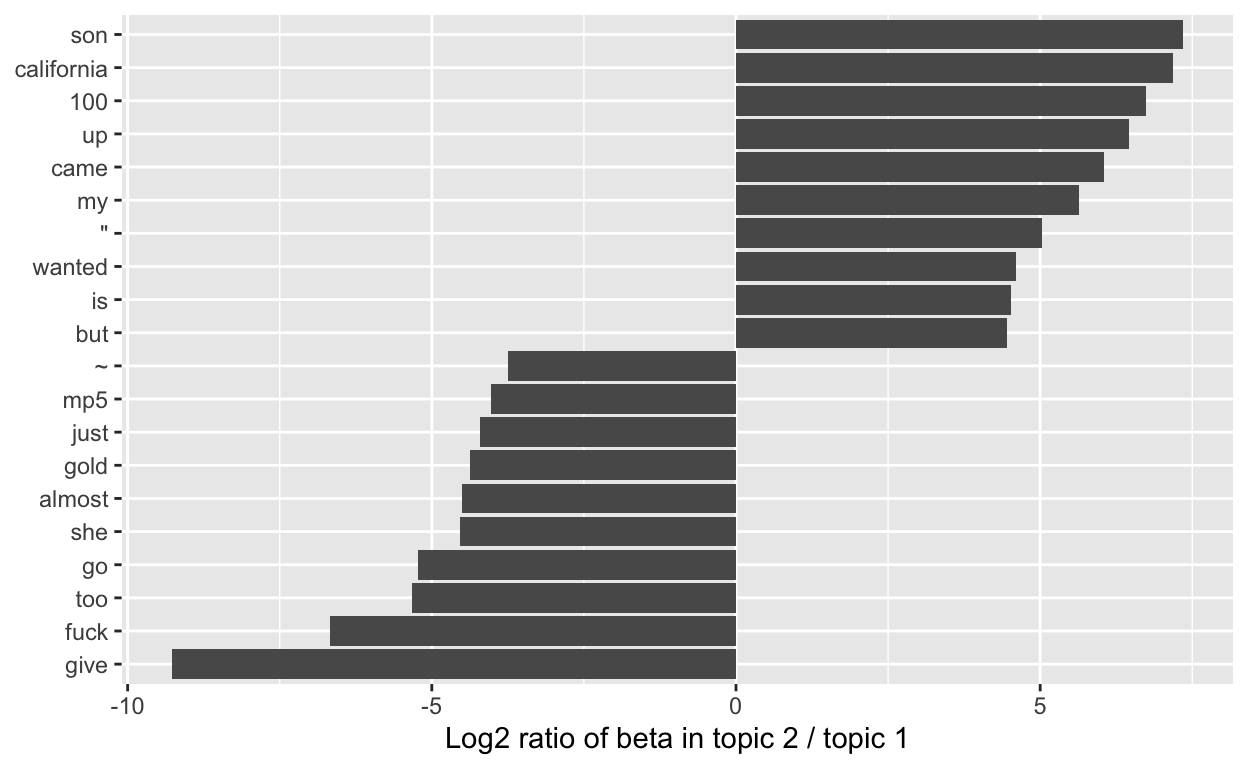 son
california
100
up
came
my
"
wanted
is
but
~
mp5
just
gold
almost
she
go
too
fuck
give
-10 -5 0 5
Log2 ratio of beta in topic 2 / topic 1